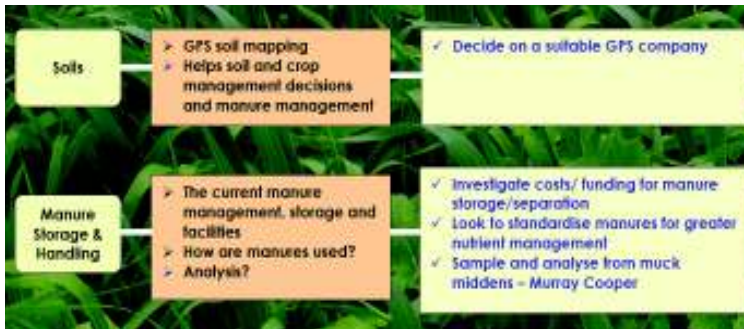 Soils
➢ GPS soil mapping
➢ Helps soil and crop
management decisions
and manure management
✓ Decide on a suitable GPS company
Manure
Storage &
Handling
➢ The current manure
management, storage and
facilities
➢ How are manures used?
➢ Analysis?
✓ Investigate costs/ funding for manure
storage/separation
✓ Look to standardise manures for greater
nutrient management
✓ Sample and analyse from muck
middens – Murray Cooper